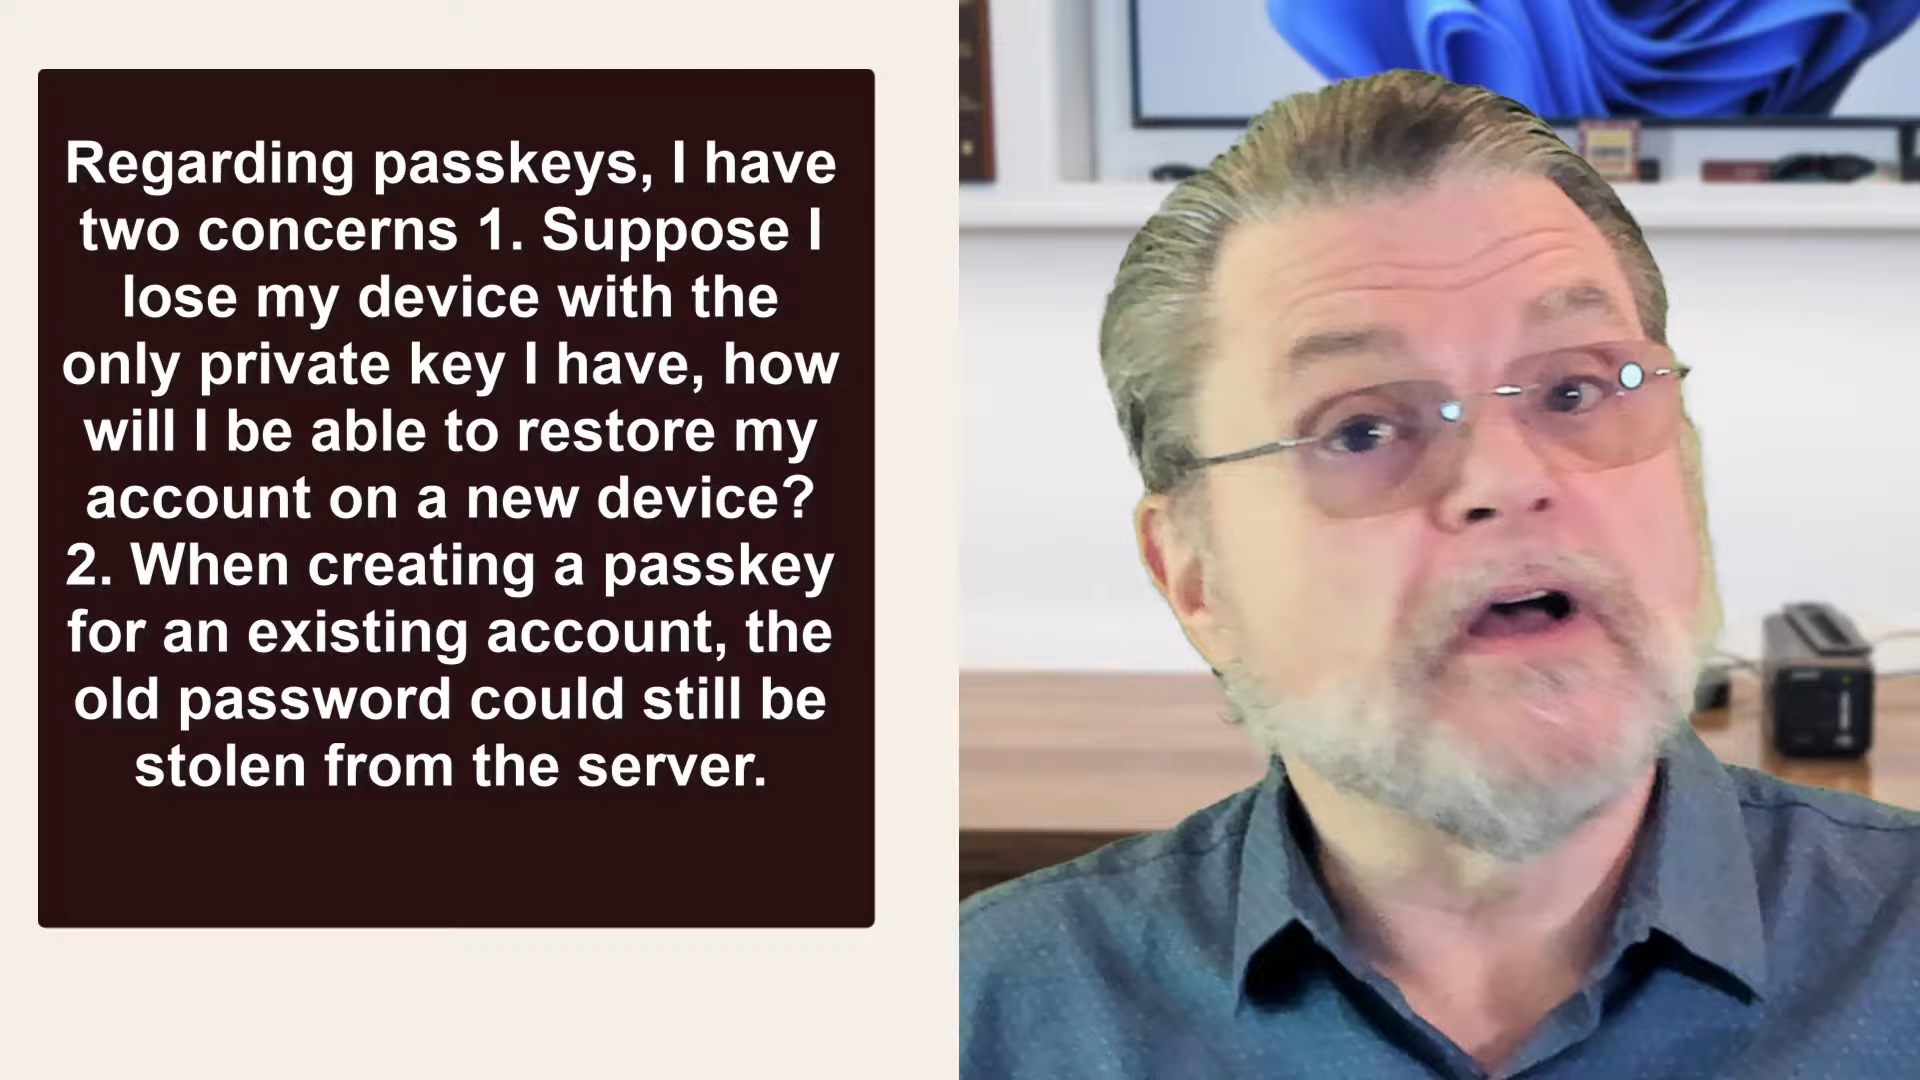 Regarding passkeys, I have
two concerns 1. Suppose I
lose my device with the
only private key I have, how
will I be able to restore my
account on a new device?
2. When creating a passkey
for an existing account, the
old password could still be
stolen from the server.